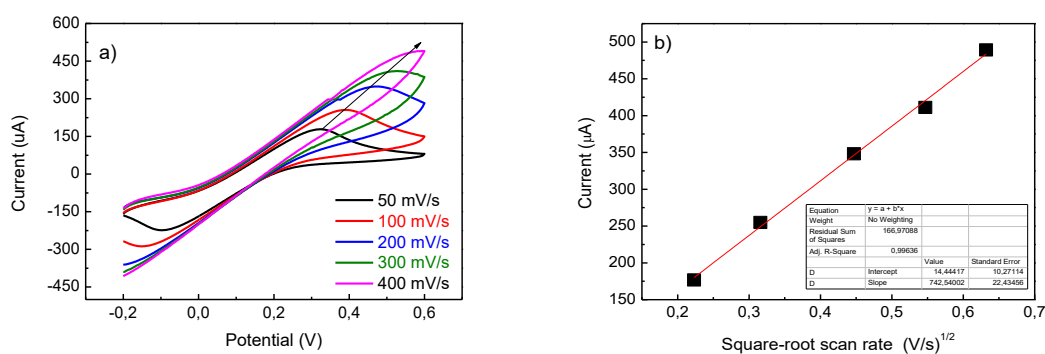 a)
600
450
300
150
0
-150
-300
-450
Current (uA)
-0,2
0,0
0,2
0,4
0,6
Potential (V)
50 mV/s
100 mV/s
200 mV/s
300 mV/s
400 mV/s
b)
500
450
400
350
300
250
200
150
Current (µA)
0,2
0,3
0,4
0,5
0,6
0,7
Square-root scan rate (V/s)1/2
Equation y = a + b*x
Weight No Weighting
Residual Sum of Squares 166,97088
Adj. R-Square 0,99636
Value Standard Error
D Intercept 14,44417 10,27114
D Slope 742,54002 22,43456